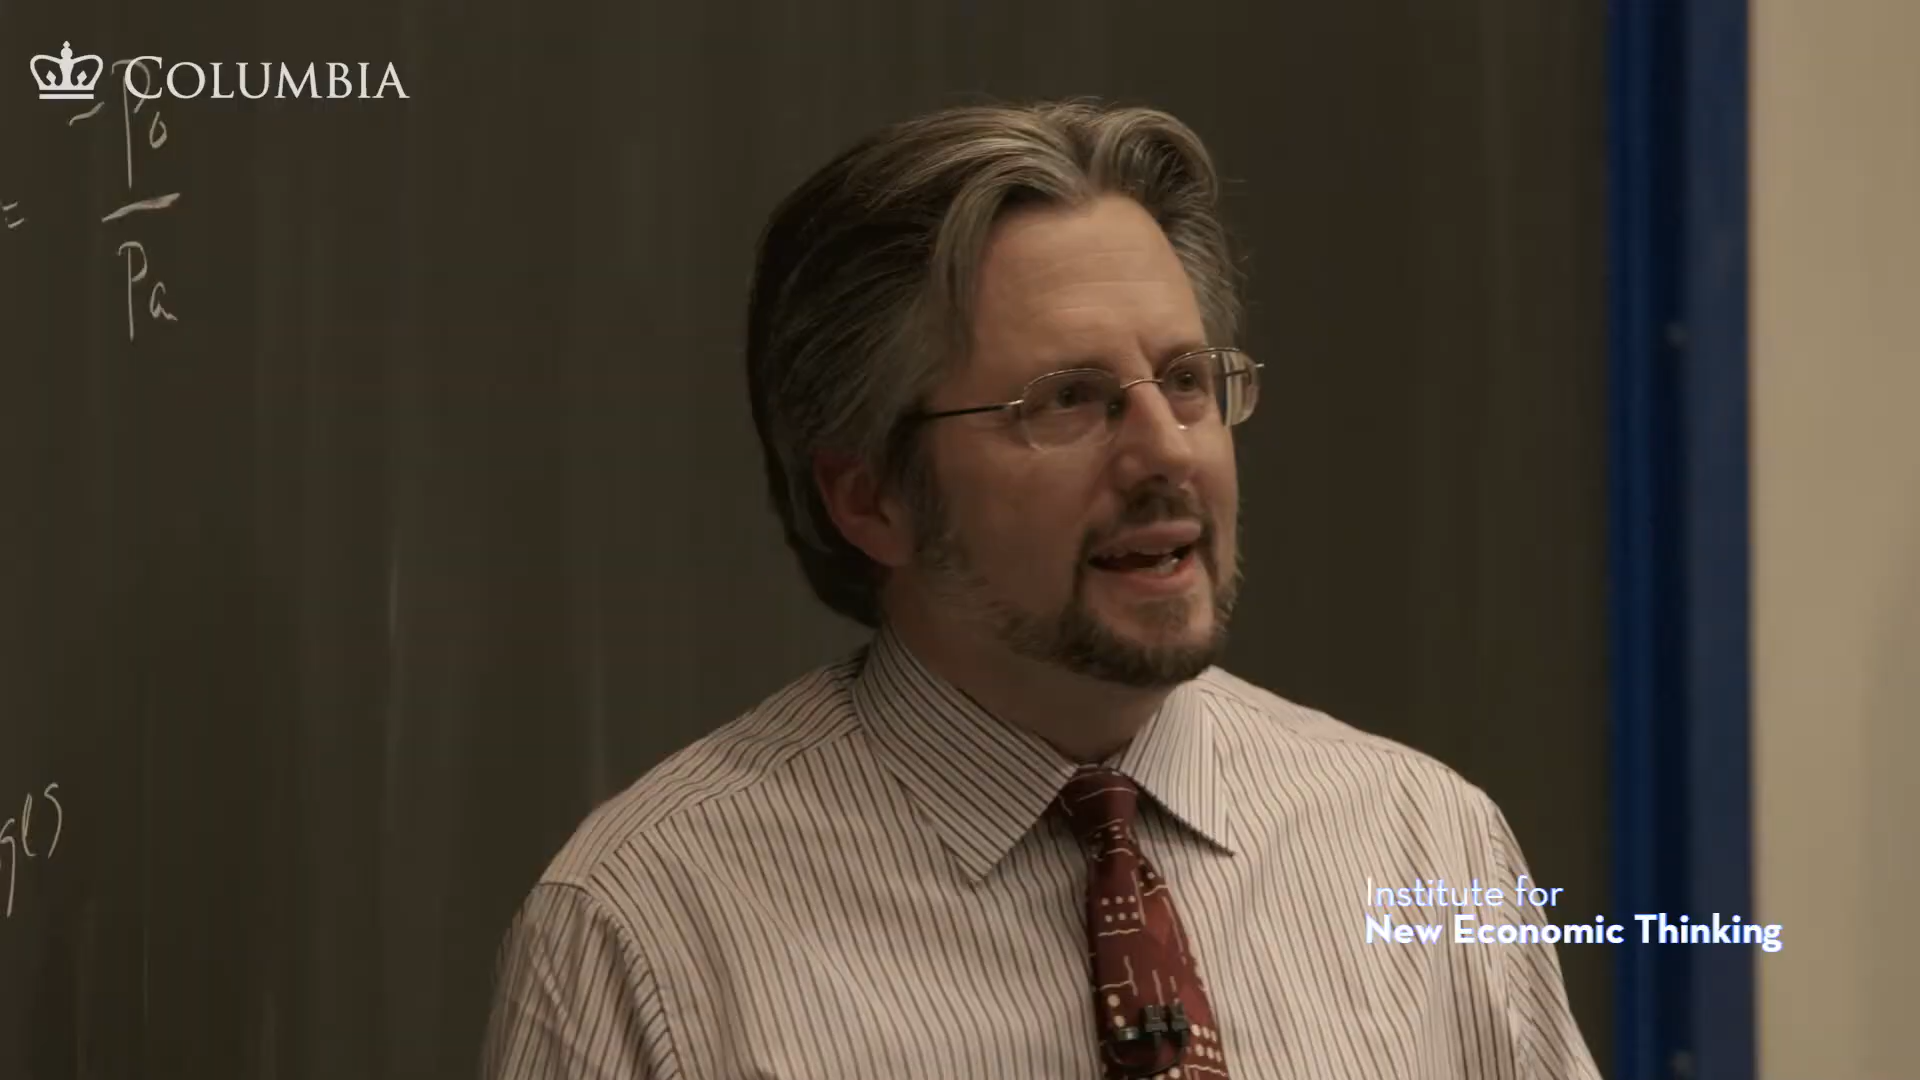 COLUMBIA
Po
=
Pa
Institute for
New Economic Thinking